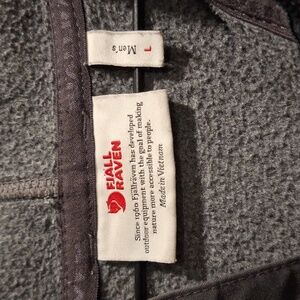 Men's L
FJÄLL
RÄVEN
Since 1960 Fjällräven has developed
outdoor equipment with the goal of making
nature more accessible to people.
Made in Vietnam